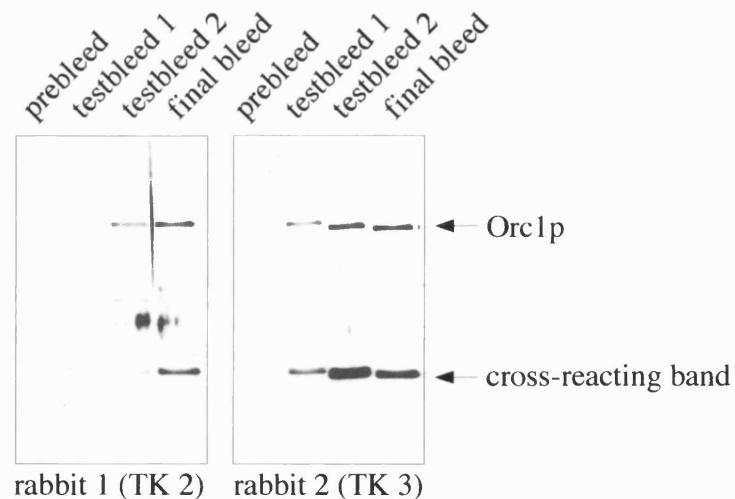 prebleed
testbleed 1
testbleed 2
final bleed
prebleed
testbleed 1
testbleed 2
final bleed
Orc1p
cross-reacting band
rabbit 1 (TK 2)
rabbit 2 (TK 3)